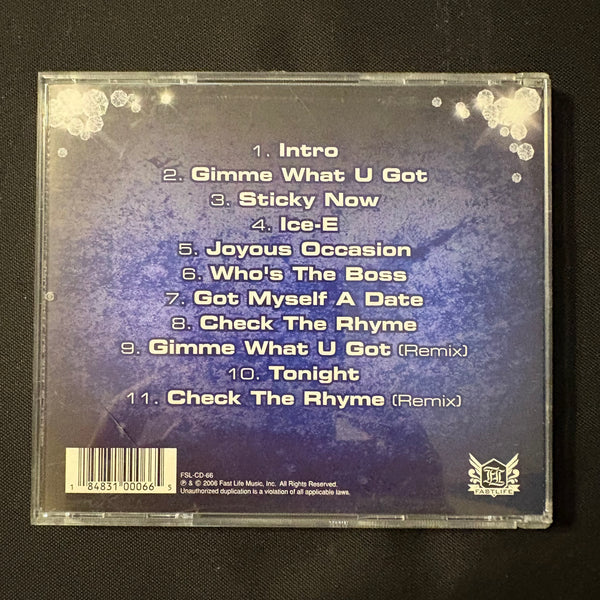 1. Intro
2. Gimme What U Got
3. Sticky Now
4. Ice-E
5. Joyous Occasion
6. Who's The Boss
7. Got Myself A Date
8. Check The Rhyme
9. Gimme What U Got (Remix)
10. Tonight
11. Check The Rhyme (Remix)
FSL-CD-66
℗ & © 2006 Fast Life Music, Inc. All Rights Reserved.
Unauthorized duplication is a violation of all applicable laws.
1 84831 00066 5
FL
FASTLIFE